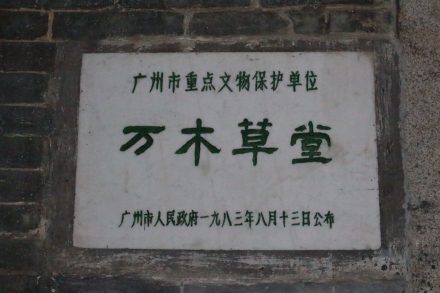 广州市重点文物保护单位
万木草堂
广州市人民政府一九八三年八月十三日公布